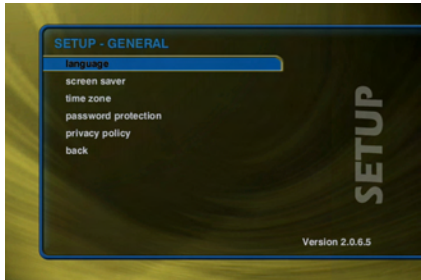 SETUP - GENERAL
language
screen saver
time zone
password protection
privacy policy
back
SETUP
Version 2.0.6.5